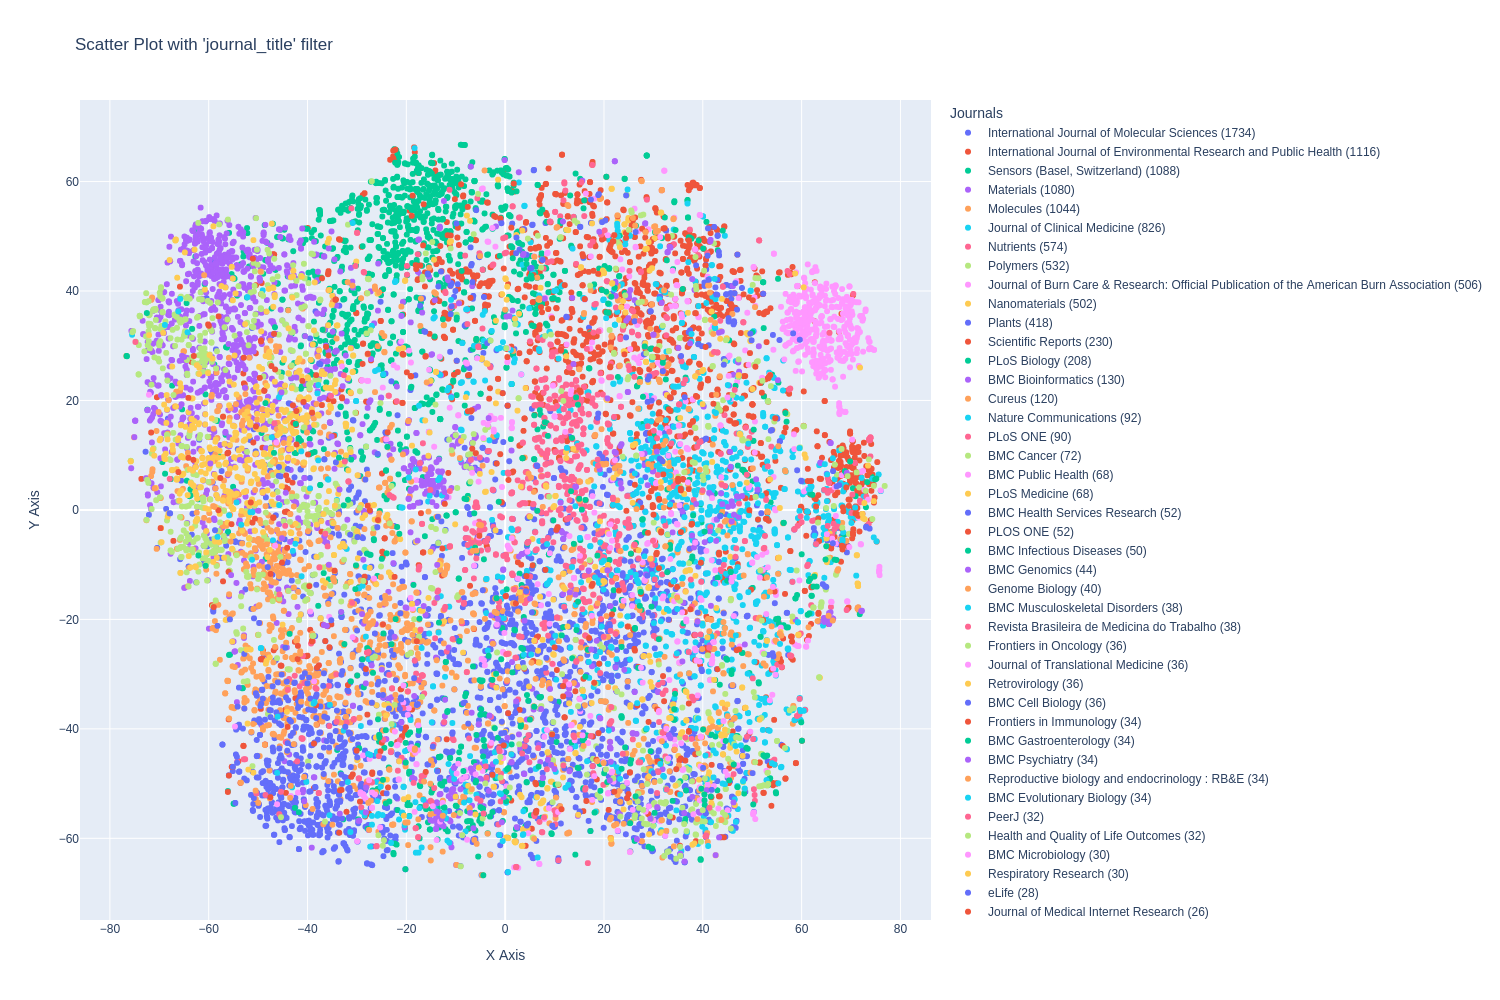 Scatter Plot with 'journal_title' filter
Journals
International Journal of Molecular Sciences (1734)
International Journal of Environmental Research and Public Health (1116)
Sensors (Basel, Switzerland) (1088)
Materials (1080)
Molecules (1044)
Journal of Clinical Medicine (826)
Nutrients (574)
Polymers (532)
Journal of Burn Care & Research: Official Publication of the American Burn Association (506)
Nanomaterials (502)
Plants (418)
Scientific Reports (230)
PLoS Biology (208)
BMC Bioinformatics (130)
Cureus (120)
Nature Communications (92)
PLoS ONE (90)
BMC Cancer (72)
BMC Public Health (68)
PLoS Medicine (68)
BMC Health Services Research (52)
PLOS ONE (52)
BMC Infectious Diseases (50)
BMC Genomics (44)
Genome Biology (40)
BMC Musculoskeletal Disorders (38)
Revista Brasileira de Medicina do Trabalho (38)
Frontiers in Oncology (36)
Journal of Translational Medicine (36)
Retrovirology (36)
BMC Cell Biology (36)
Frontiers in Immunology (34)
BMC Gastroenterology (34)
BMC Psychiatry (34)
Reproductive biology and endocrinology : RB&E (34)
BMC Evolutionary Biology (34)
PeerJ (32)
Health and Quality of Life Outcomes (32)
BMC Microbiology (30)
Respiratory Research (30)
eLife (28)
Journal of Medical Internet Research (26)
60
40
20
0
−20
−40
−60
Y Axis
−80
−60
−40
−20
0
20
40
60
80
X Axis